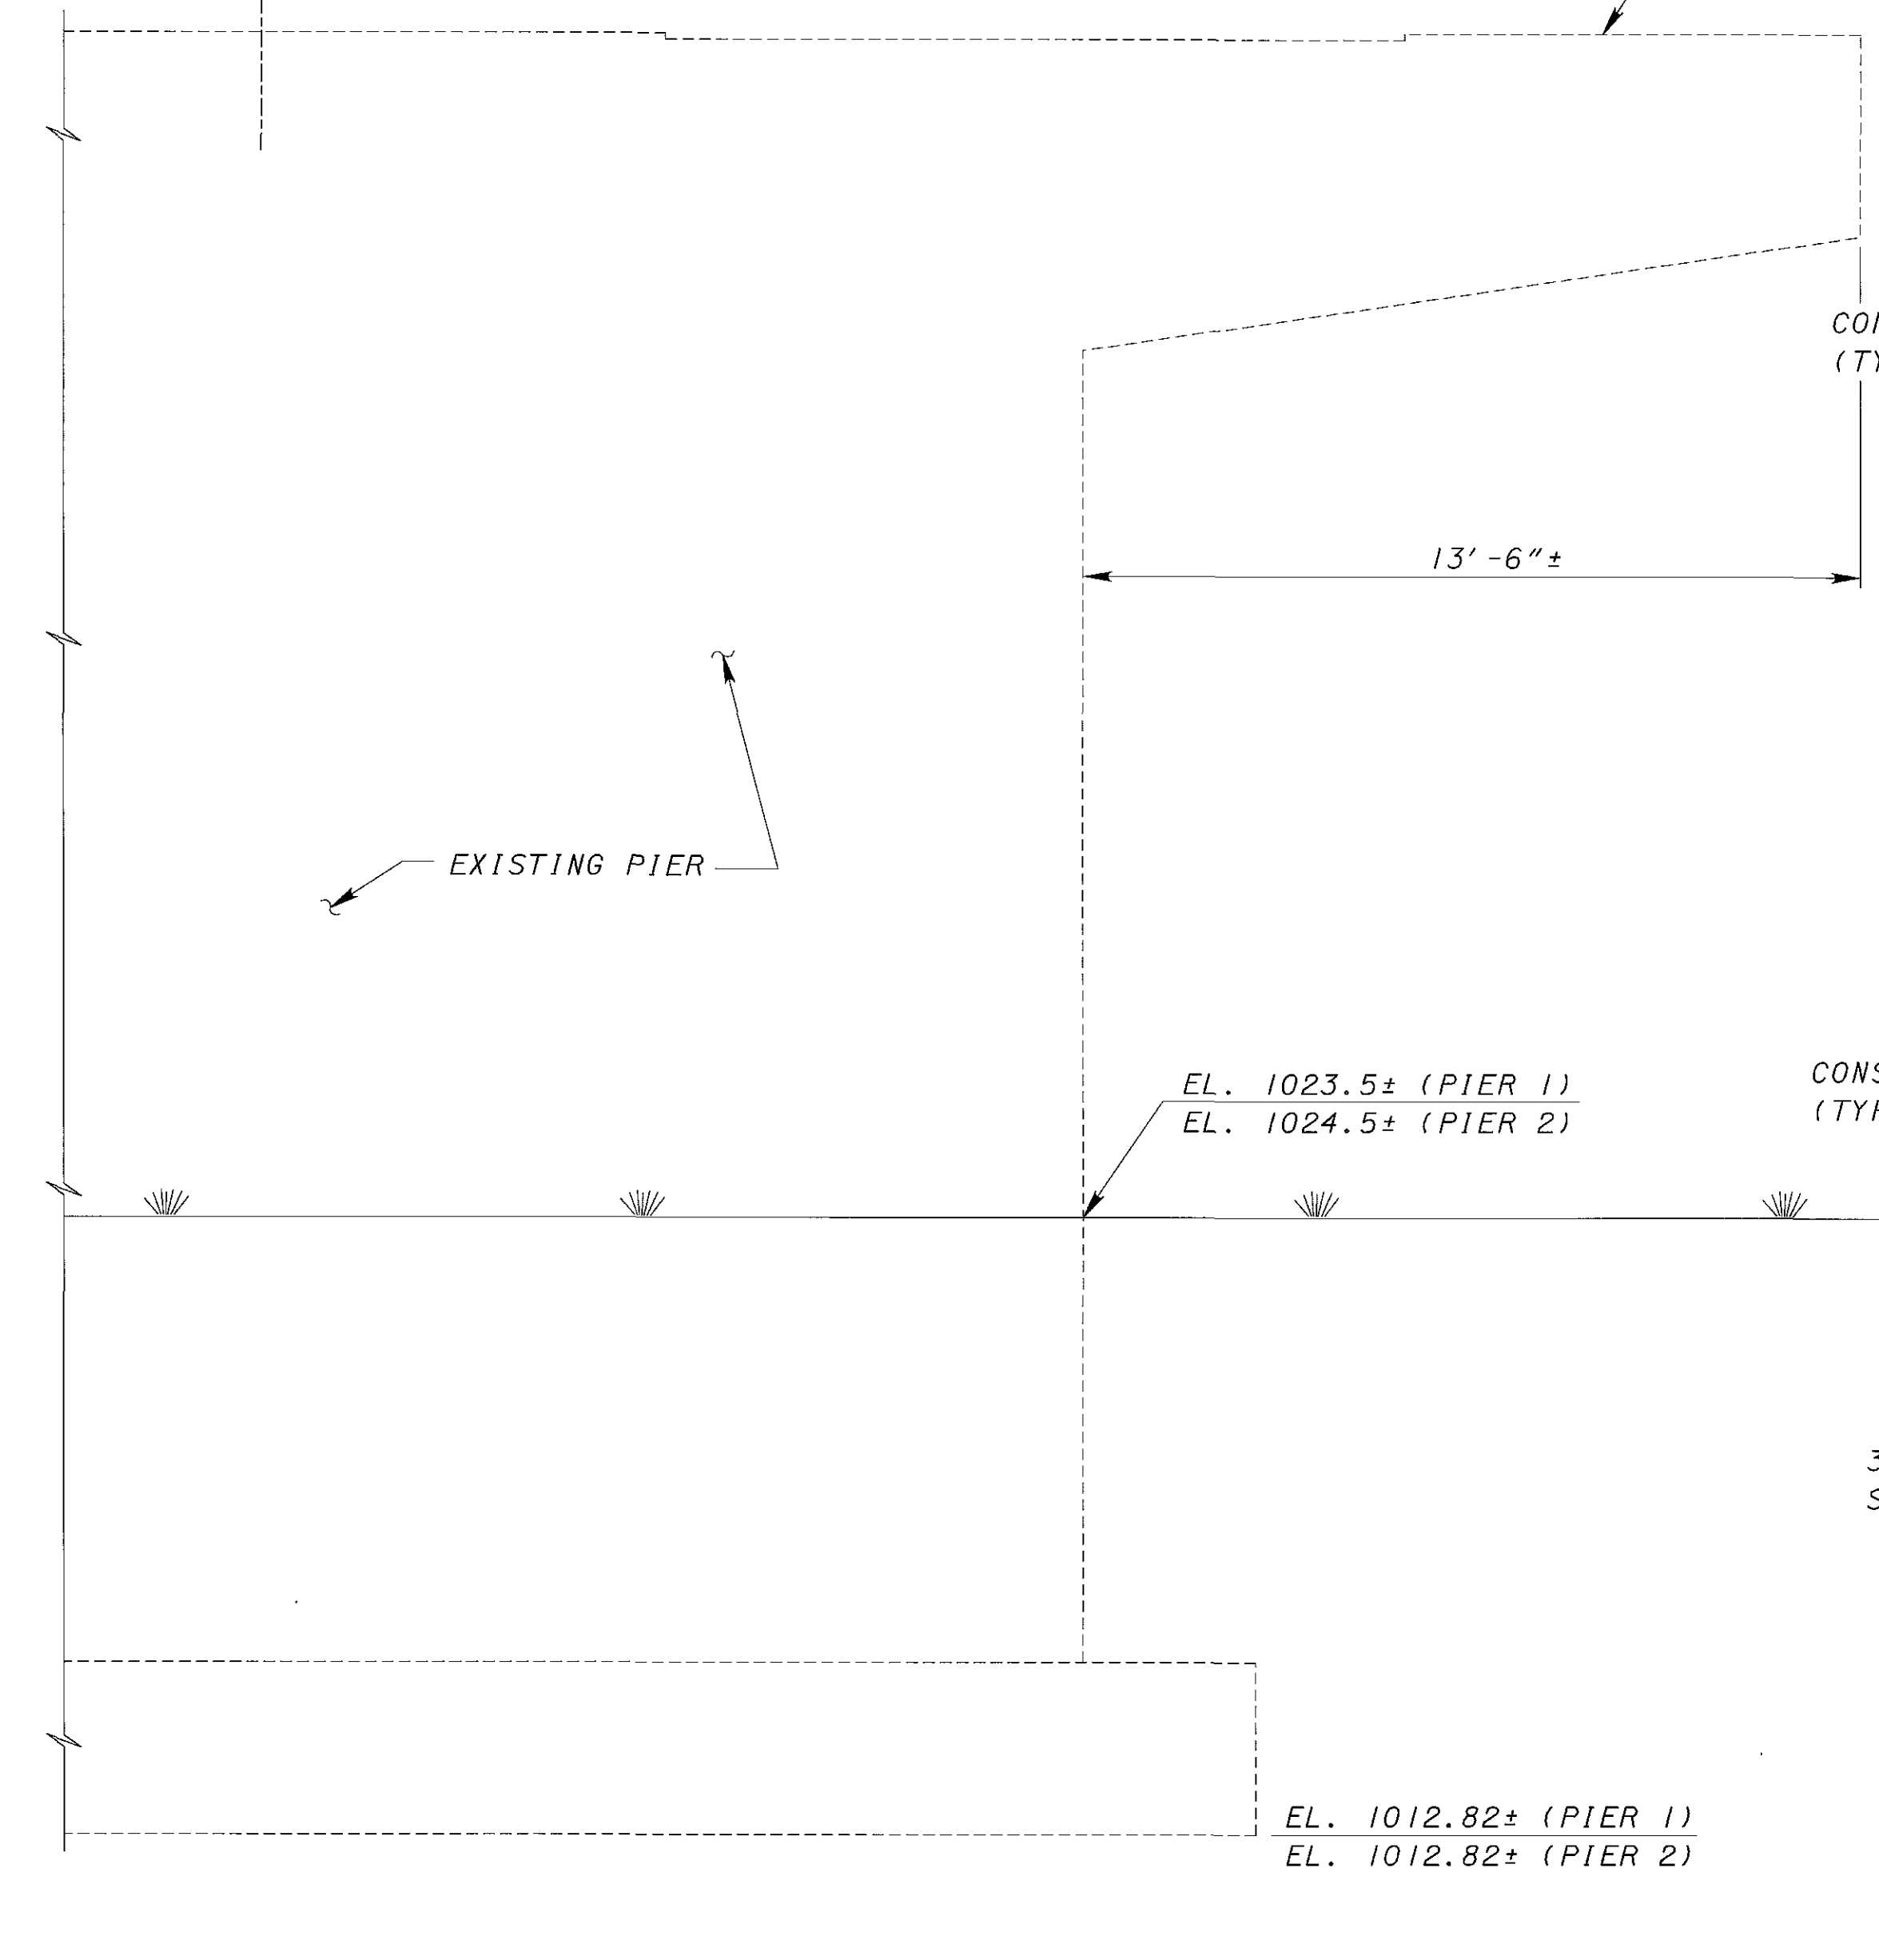 13'-6"±
EXISTING PIER
EL. 1023.5± (PIER 1)
EL. 1024.5± (PIER 2)
EL. 1012.82± (PIER 1)
EL. 1012.82± (PIER 2)